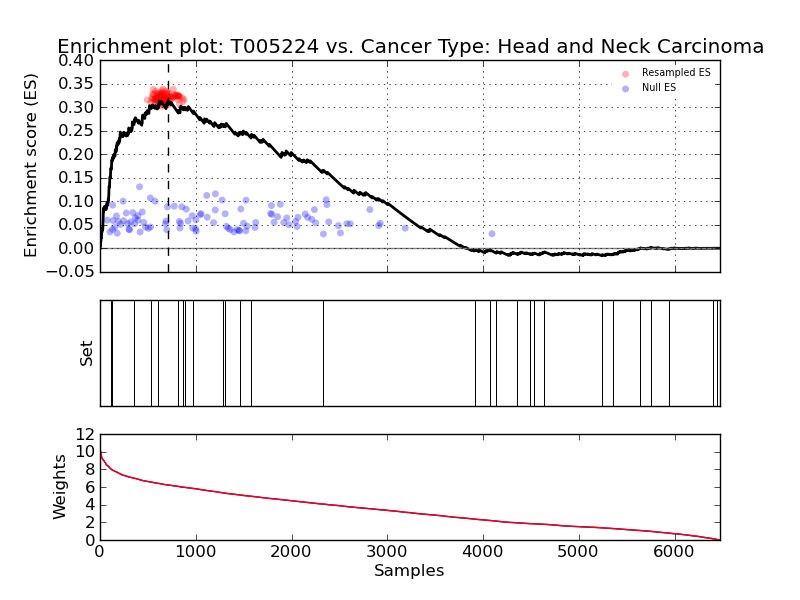 Enrichment plot: T005224 vs. Cancer Type: Head and Neck Carcinoma
Enrichment score (ES)
0.40
0.35
0.30
0.25
0.20
0.15
0.10
0.05
0.00
−0.05
Resampled ES
Null ES
Set
Weights
12
10
8
6
4
2
0
0 1000 2000 3000 4000 5000 6000
Samples